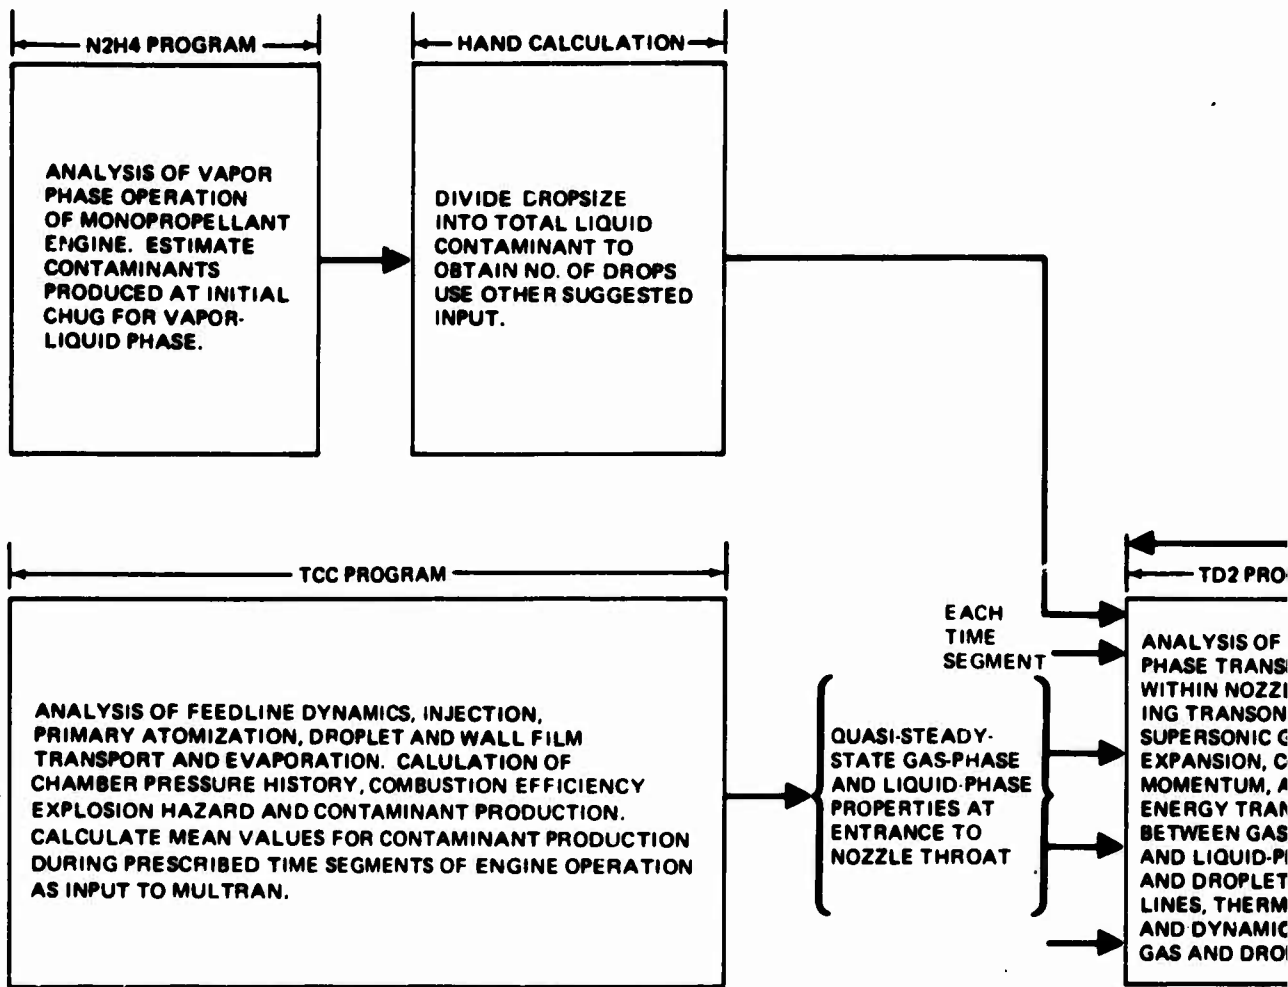 N2H4 PROGRAM
ANALYSIS OF VAPOR
PHASE OPERATION
OF MONOPROPELLANT
ENGINE. ESTIMATE
CONTAMINANTS
PRODUCED AT INITIAL
CHUG FOR VAPOR-
LIQUID PHASE.
HAND CALCULATION
DIVIDE DROPSIZE
INTO TOTAL LIQUID
CONTAMINANT TO
OBTAIN NO. OF DROPS
USE OTHER SUGGESTED
INPUT.
TCC PROGRAM
ANALYSIS OF FEEDLINE DYNAMICS, INJECTION,
PRIMARY ATOMIZATION, DROPLET AND WALL FILM
TRANSPORT AND EVAPORATION. CALULATION OF
CHAMBER PRESSURE HISTORY, COMBUSTION EFFICIENCY
EXPLOSION HAZARD AND CONTAMINANT PRODUCTION.
CALCULATE MEAN VALUES FOR CONTAMINANT PRODUCTION
DURING PRESCRIBED TIME SEGMENTS OF ENGINE OPERATION
AS INPUT TO MULTRAN.
EACH
TIME
SEGMENT
QUASI-STEADY-
STATE GAS-PHASE
AND LIQUID-PHASE
PROPERTIES AT
ENTRANCE TO
NOZZLE THROAT
TD2 PRO
ANALYSIS OF
PHASE TRANS
WITHIN NOZZ
ING TRANSON
SUPERSONIC G
EXPANSION, C
MOMENTUM, A
ENERGY TRAN
BETWEEN GAS
AND LIQUID-P
AND DROPLET
LINES, THERM
AND DYNAMIC
GAS AND DRO